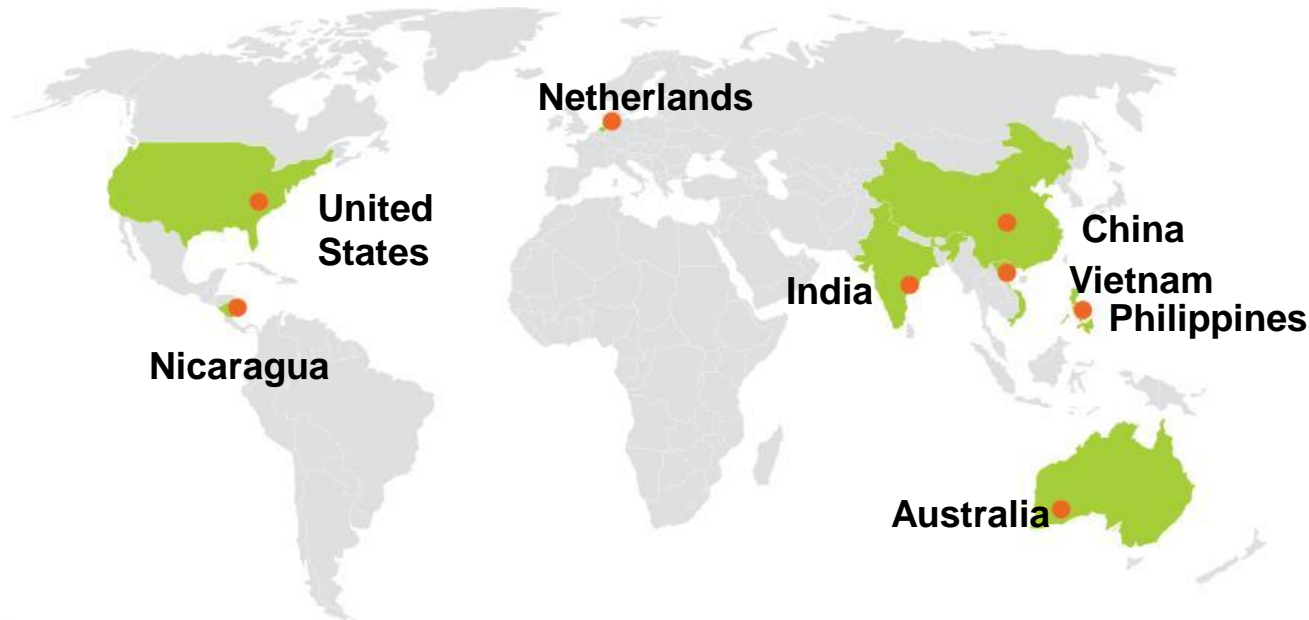 Netherlands
United
States
China
India
Vietnam
Philippines
Nicaragua
Australia